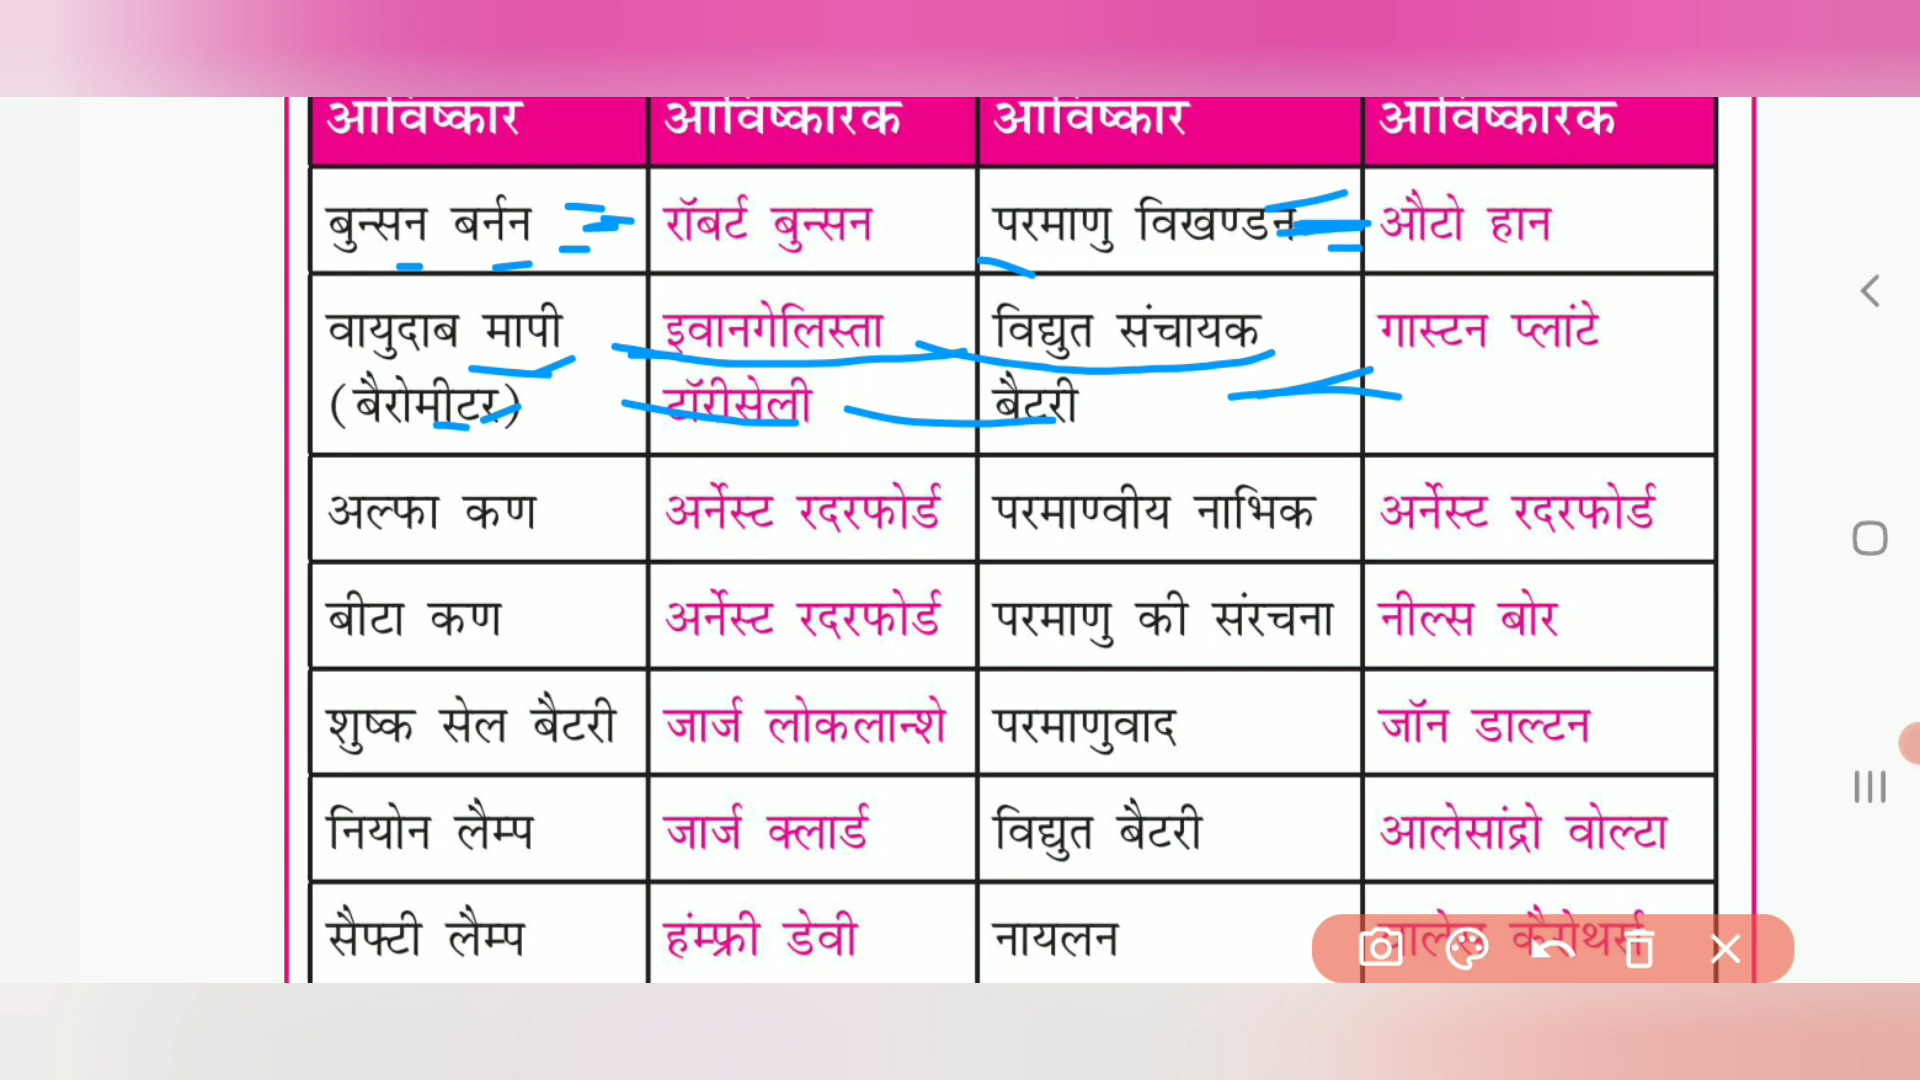 आविष्कार आविष्कारक आविष्कार आविष्कारक
बुन्सन बर्नन रॉबर्ट बुन्सन परमाणु विखण्डन औटो हान
वायुदाब मापी इवानगेलिस्ता विद्युत संचायक गास्टन प्लांटे
(बैरोमीटर) टॉरीसेली बैटरी
अल्फा कण अर्नेस्ट रदरफोर्ड परमाण्वीय नाभिक अर्नेस्ट रदरफोर्ड
बीटा कण अर्नेस्ट रदरफोर्ड परमाणु की संरचना नील्स बोर
शुष्क सेल बैटरी जार्ज लोकलान्शे परमाणुवाद जॉन डाल्टन
नियोन लैम्प जार्ज क्लार्ड विद्युत बैटरी आलेसांद्रो वोल्टा
सैफ्टी लैम्प हंम्फ्री डेवी नायलन